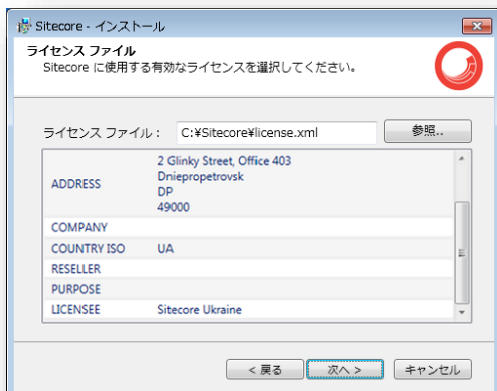 Sitecore - インストール
ライセンス ファイル
Sitecore に使用する有効なライセンスを選択してください。
ライセンス ファイル： C:¥Sitecore¥license.xml 参照..
ADDRESS 2 Glinky Street, Office 403
Dniepropetrovsk
DP
49000
COMPANY
COUNTRY ISO UA
RESELLER
PURPOSE
LICENSEE Sitecore Ukraine
< 戻る 次へ > キャンセル